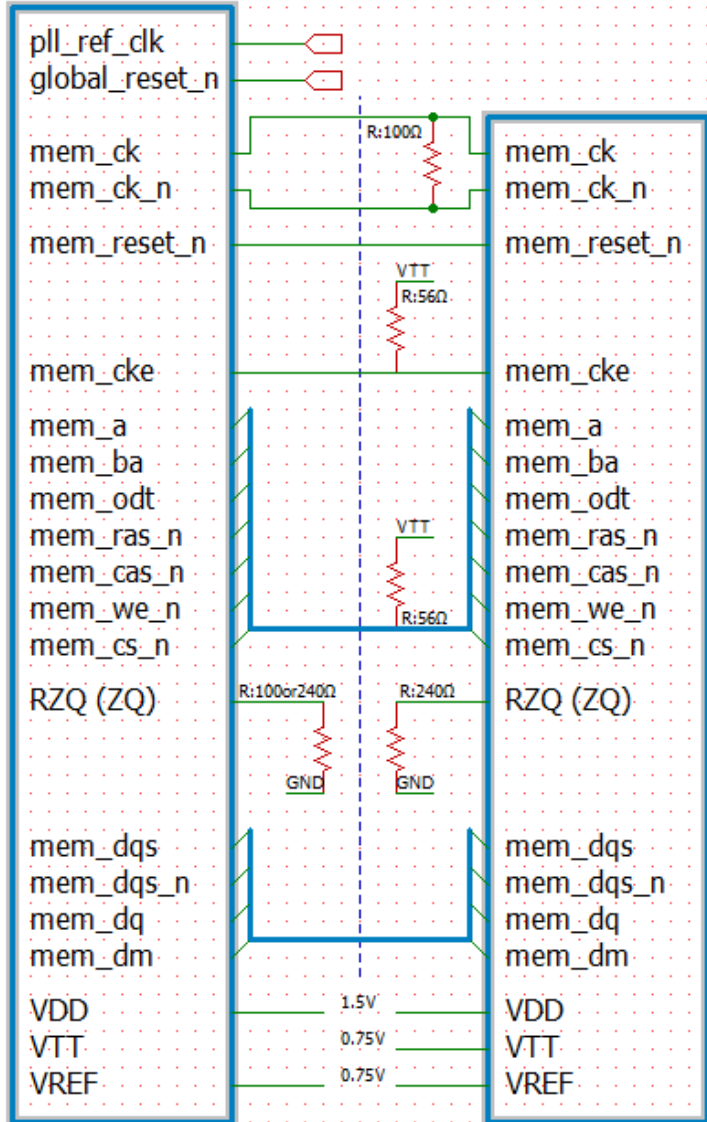 pll_ref_clk
global_reset_n
R:100Ω
mem_ck mem_ck
mem_ck_n mem_ck_n
mem_reset_n mem_reset_n
VTT
R:56Ω
mem_cke mem_cke
mem_a mem_a
mem_ba mem_ba
mem_odt mem_odt
VTT
mem_ras_n mem_ras_n
mem_cas_n mem_cas_n
mem_we_n mem_we_n
R:56Ω
mem_cs_n mem_cs_n
R:100or240Ω R:240Ω
RZQ (ZQ) RZQ (ZQ)
GND GND
mem_dqs mem_dqs
mem_dqs_n mem_dqs_n
mem_dq mem_dq
mem_dm mem_dm
VDD 1.5V VDD
VTT 0.75V VTT
VREF 0.75V VREF